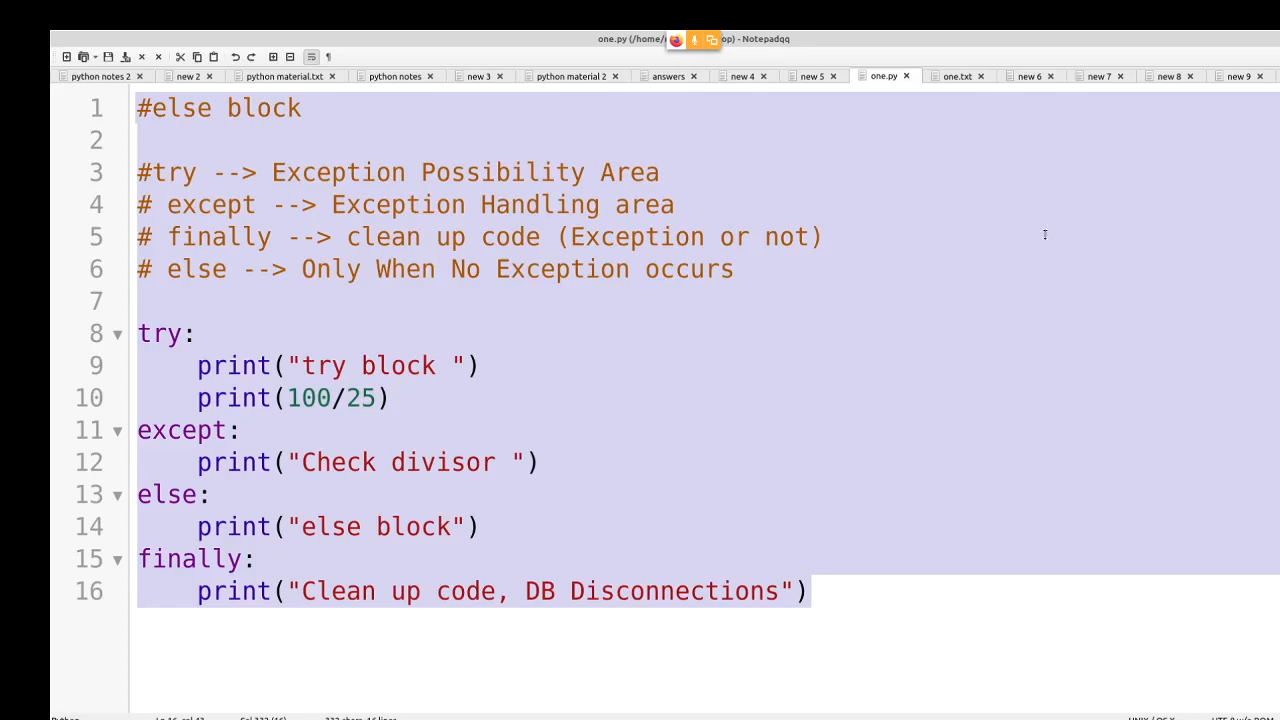 one.py (/home/ op) - Notepadqq
python notes 2 new 2 python material.txt python notes new 3 python material 2 answers new 4 new 5 one.py one.txt new 6 new 7 new 8 new 9
1 #else block
2
3 #try --> Exception Possibility Area
4 # except --> Exception Handling area
5 # finally --> clean up code (Exception or not)
6 # else --> Only When No Exception occurs
7
8 try:
9 print("try block ")
10 print(100/25)
11 except:
12 print("Check divisor ")
13 else:
14 print("else block")
15 finally:
16 print("Clean up code, DB Disconnections")